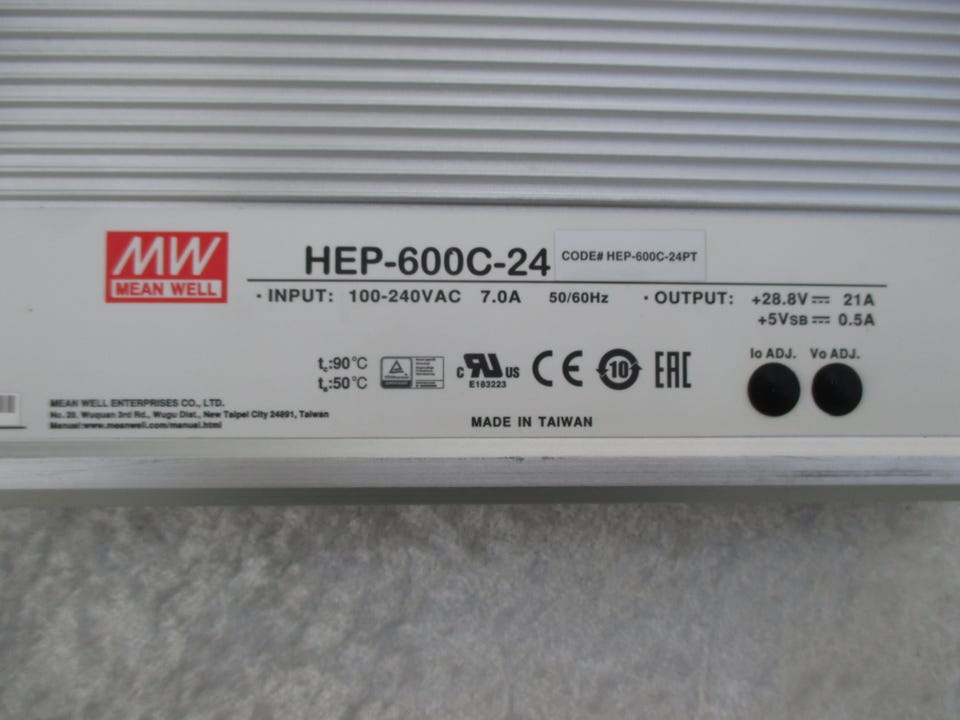 MW
MEAN WELL
HEP-600C-24
CODE# HEP-600C-24PT
· INPUT: 100-240VAC 7.0A 50/60Hz · OUTPUT: +28.8V⎓ 21A
+5VSB⎓ 0.5A
tc:90°C
ta:50°C
c RU US
E183223
CE
10
EAC
Io ADJ. Vo ADJ.
MEAN WELL ENTERPRISES CO., LTD.
No. 28, Wuquan 3rd Rd., Wugu Dist., New Taipei City 24891, Taiwan
Manual:www.meanwell.com/manual.html
MADE IN TAIWAN